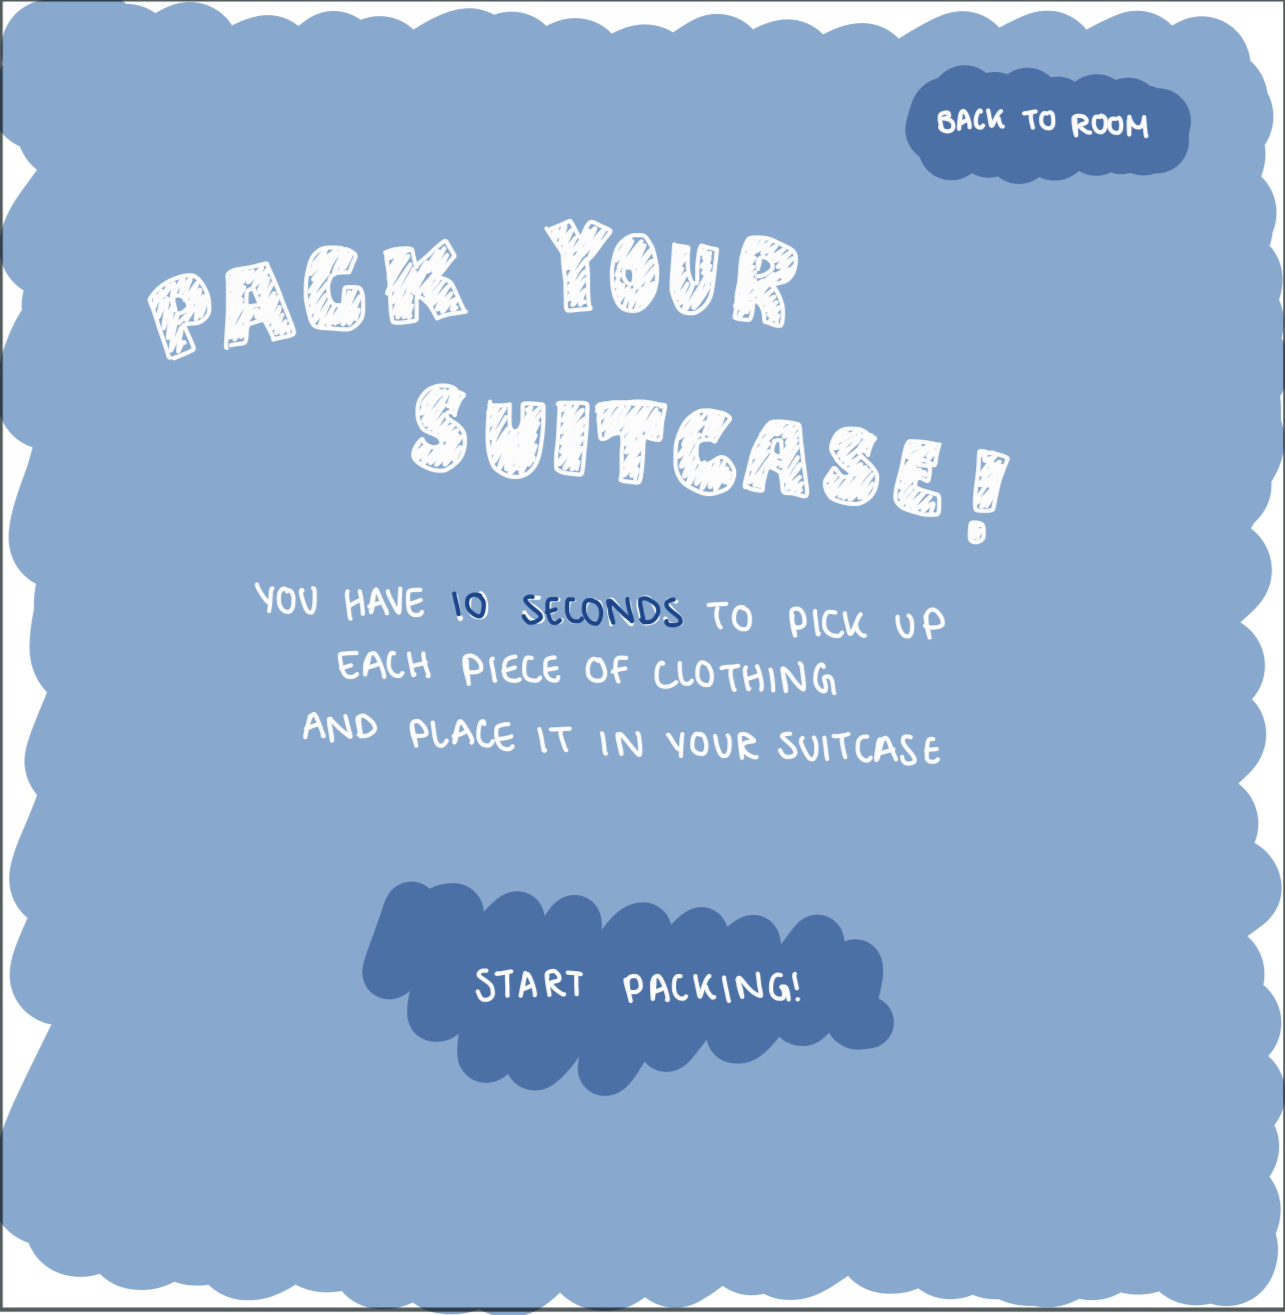 BACK TO ROOM
PACK YOUR
SUITCASE!
YOU HAVE 10 SECONDS TO PICK UP
EACH PIECE OF CLOTHING
AND PLACE IT IN YOUR SUITCASE
START PACKING!